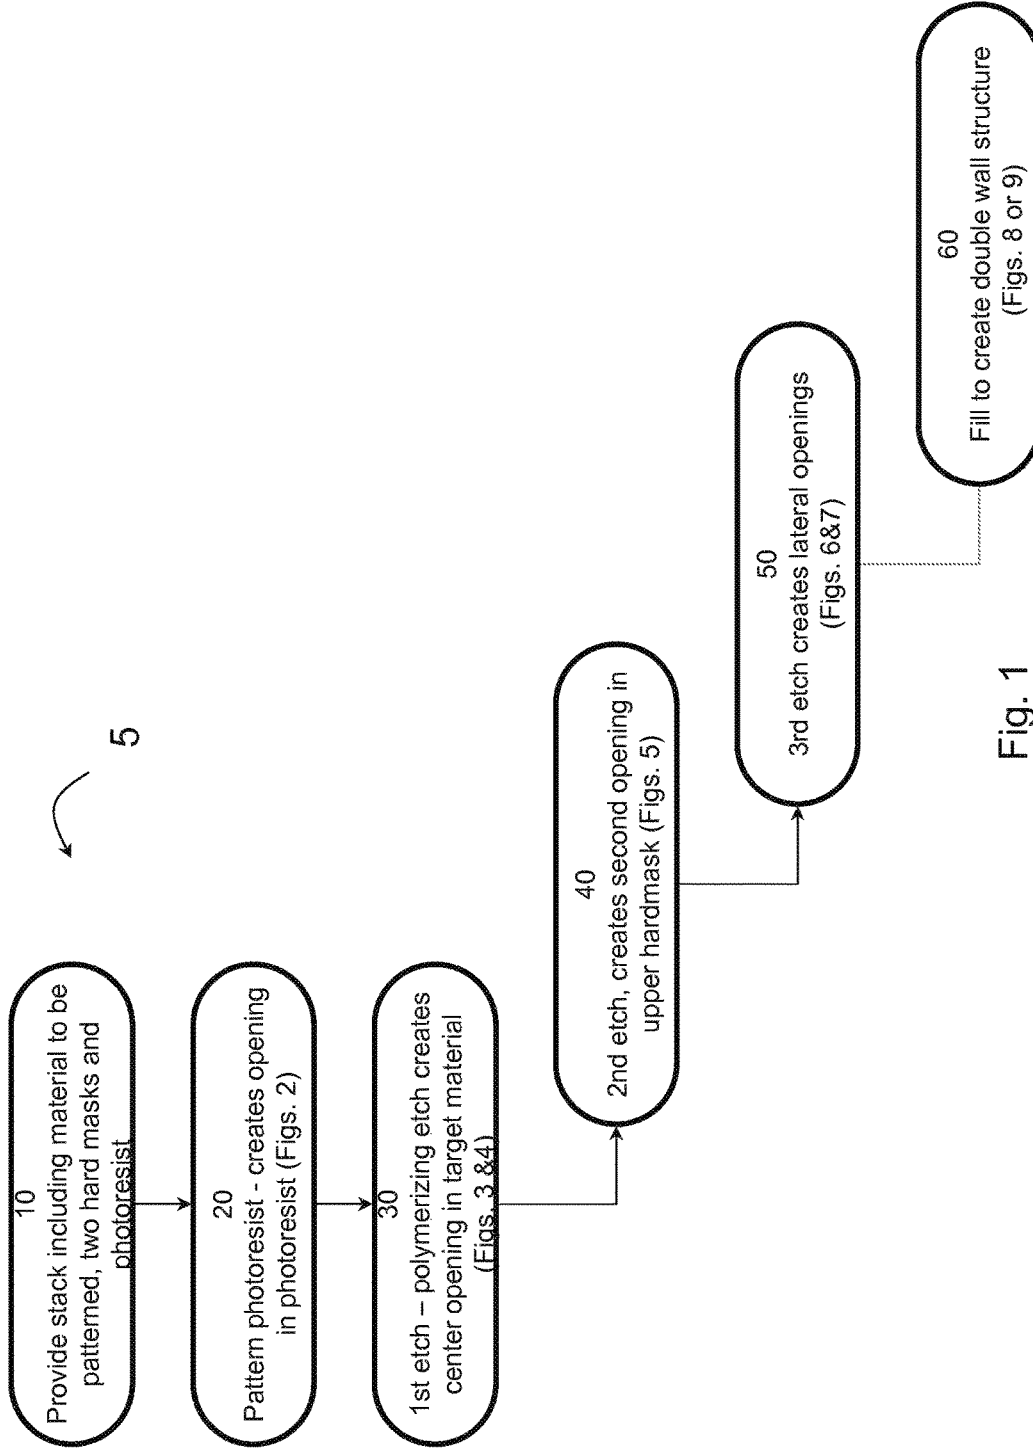 5
10
Provide stack including material to be
patterned, two hard masks and
photoresist
20
Pattern photoresist - creates opening
in photoresist (Figs. 2)
30
1st etch – polymerizing etch creates
center opening in target material
(Figs. 3 &4)
40
2nd etch, creates second opening in
upper hardmask (Figs. 5)
50
3rd etch creates lateral openings
(Figs. 6&7)
60
Fill to create double wall structure
(Figs. 8 or 9)
Fig. 1